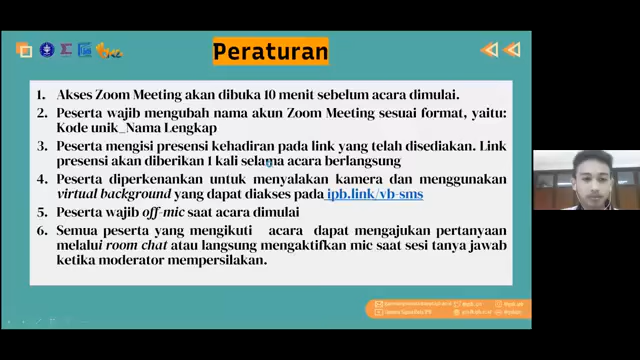 Peraturan
1. Akses Zoom Meeting akan dibuka 10 menit sebelum acara dimulai.
2. Peserta wajib mengubah nama akun Zoom Meeting sesuai format, yaitu:
Kode unik_Nama Lengkap
3. Peserta mengisi presensi kehadiran pada link yang telah disediakan. Link
presensi akan diberikan 1 kali selama acara berlangsung
4. Peserta diperkenankan untuk menyalakan kamera dan menggunakan
virtual background yang dapat diakses pada ipb.link/vb-sms
5. Peserta wajib off-mic saat acara dimulai
6. Semua peserta yang mengikuti acara dapat mengajukan pertanyaan
melalui room chat atau langsung mengaktifkan mic saat sesi tanya jawab
ketika moderator mempersilakan.